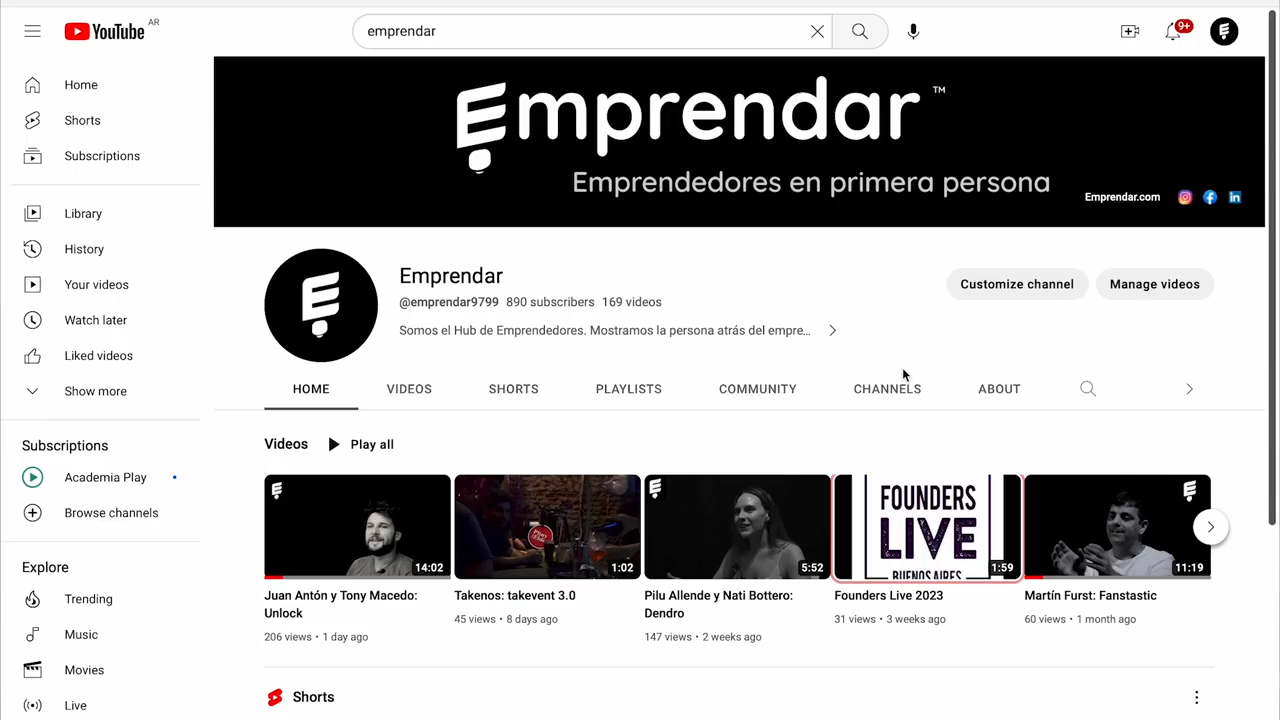 YouTube AR
emprendar
9+
Home
Shorts
Subscriptions
Library
History
Your videos
Watch later
Liked videos
Show more
Subscriptions
Academia Play
Browse channels
Explore
Trending
Music
Movies
Live
Emprendar™
Emprendedores en primera persona
Emprendar.com
Emprendar
@emprendar9799 890 subscribers 169 videos
Somos el Hub de Emprendedores. Mostramos la persona atrás del empre...
Customize channel
Manage videos
HOME VIDEOS SHORTS PLAYLISTS COMMUNITY CHANNELS ABOUT
Videos Play all
14:02
Juan Antón y Tony Macedo:
Unlock
206 views • 1 day ago
1:02
Takenos: takevent 3.0
45 views • 8 days ago
5:52
Pilu Allende y Nati Bottero:
Dendro
147 views • 2 weeks ago
FOUNDERS
LIVE
BUENOS AIRES
1:59
Founders Live 2023
31 views • 3 weeks ago
11:19
Martín Furst: Fanstastic
60 views • 1 month ago
Shorts